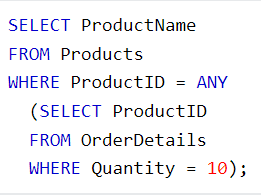 SELECT ProductName
FROM Products
WHERE ProductID = ANY
(SELECT ProductID
FROM OrderDetails
WHERE Quantity = 10);